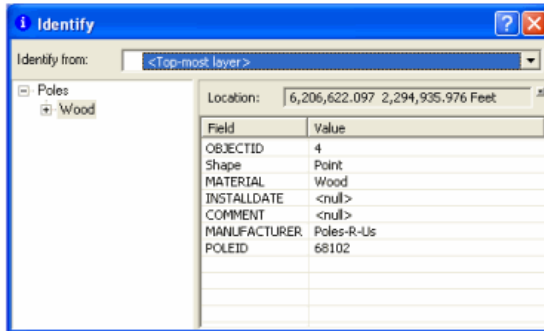 Identify
Identify from: <Top-most layer>
Poles
Wood
Location: 6,206,622.097 2,294,935.976 Feet
Field Value
OBJECTID 4
Shape Point
MATERIAL Wood
INSTALLDATE <null>
COMMENT <null>
MANUFACTURER Poles-R-Us
POLEID 68102